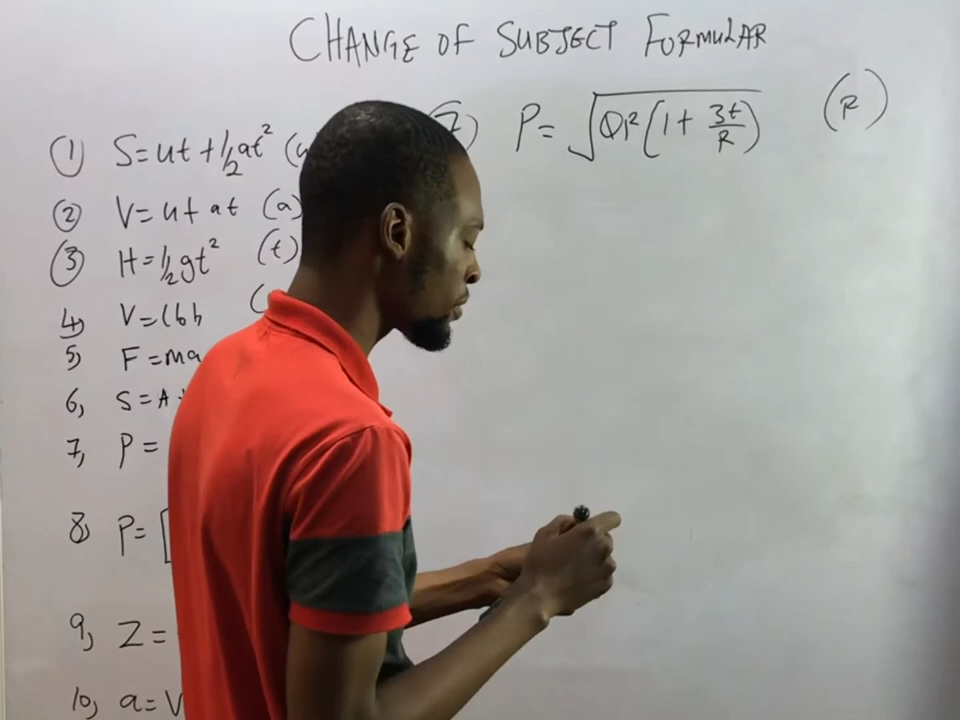 CHANGE OF SUBJECT FORMULAR
① S=ut+½at² (u
② V=u+at (a)
③ H=½gt² (t)
4, V=lbh (
5, F=ma
6, S=A
7, P=
8, P=[
9, Z=
10, a=V
⑦ P=√(Qr²(1+3t/R)) (R)